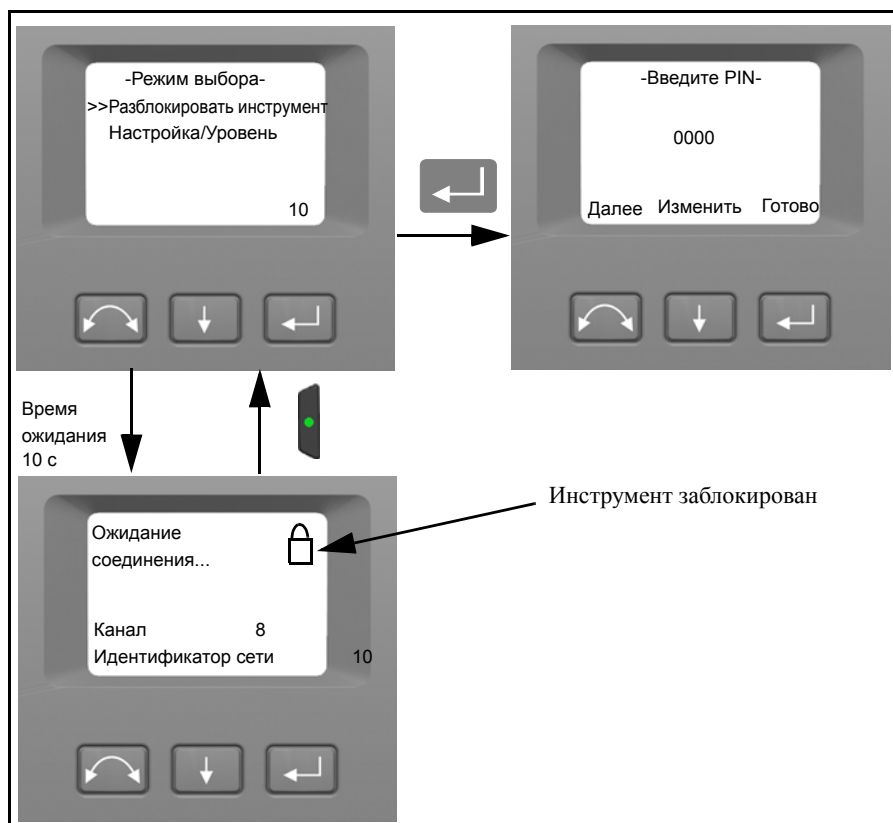 -Режим выбора-
>>Разблокировать инструмент
Настройка/Уровень
10
-Введите PIN-
0000
Далее Изменить Готово
Время
ожидания
10 с
Инструмент заблокирован
Ожидание
соединения...
Канал 8
Идентификатор сети 10